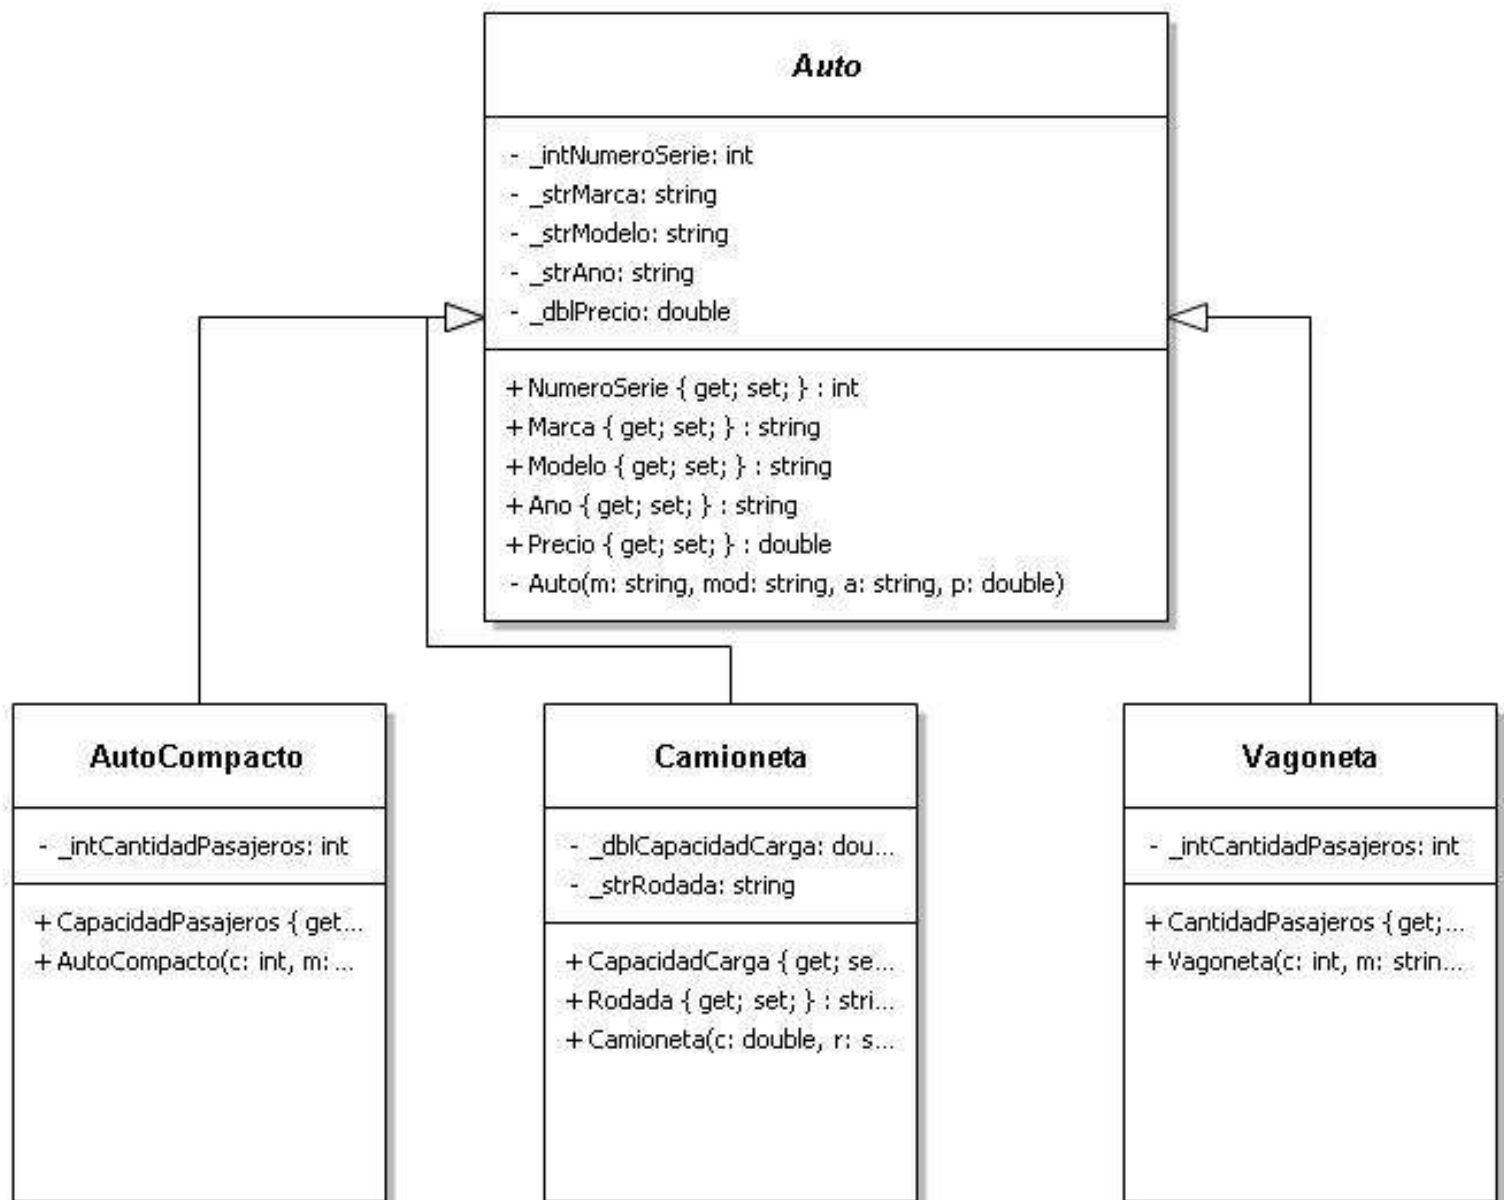 Auto
- _intNumeroSerie: int
- _strMarca: string
- _strModelo: string
- _strAno: string
- _dblPrecio: double
+ NumeroSerie { get; set; } : int
+ Marca { get; set; } : string
+ Modelo { get; set; } : string
+ Ano { get; set; } : string
+ Precio { get; set; } : double
- Auto(m: string, mod: string, a: string, p: double)
AutoCompacto
- _intCantidadPasajeros: int
+ CapacidadPasajeros { get...
+ AutoCompacto(c: int, m: ...
Camioneta
- _dblCapacidadCarga: dou...
- _strRodada: string
+ CapacidadCarga { get; se...
+ Rodada { get; set; } : stri...
+ Camioneta(c: double, r: s...
Vagoneta
- _intCantidadPasajeros: int
+ CantidadPasajeros { get;...
+ Vagoneta(c: int, m: strin...